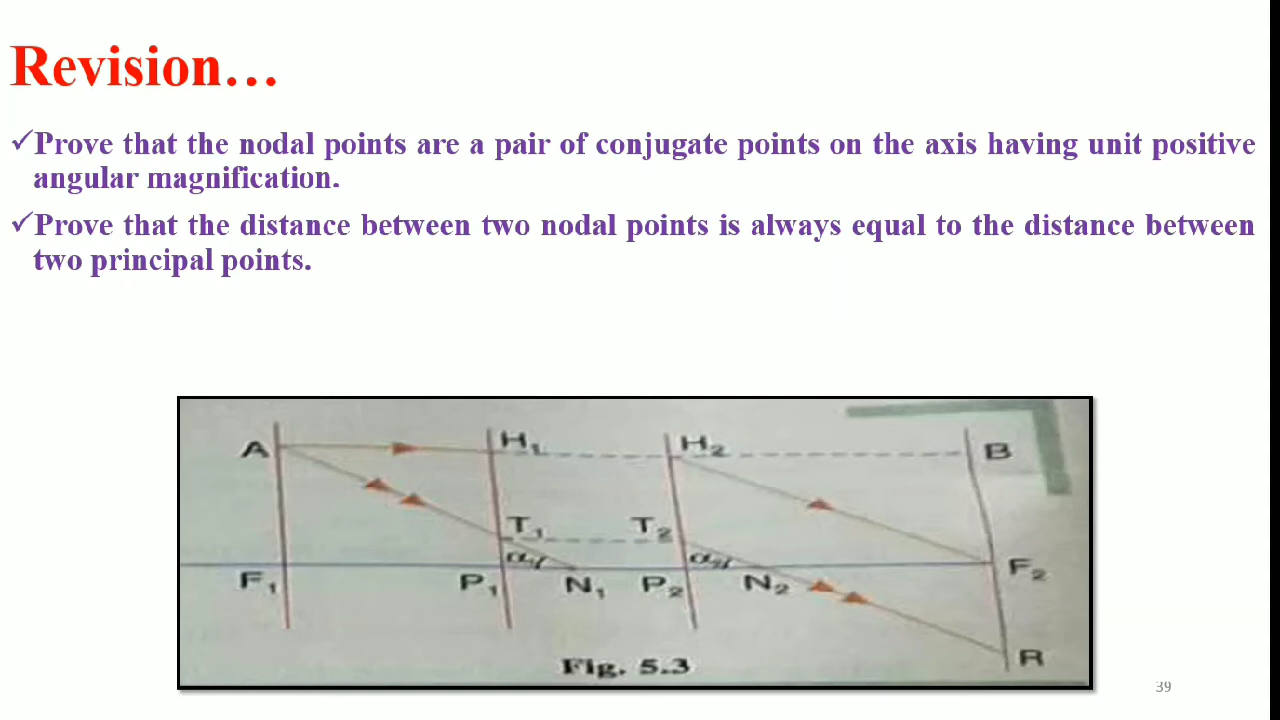 Revision…
✓Prove that the nodal points are a pair of conjugate points on the axis having unit positive
angular magnification.
✓Prove that the distance between two nodal points is always equal to the distance between
two principal points.
A H₁ H₂ B
T₁ T₂
α α
F₁ P₁ N₁ P₂ N₂ F₂
R
Fig. 5.3
39